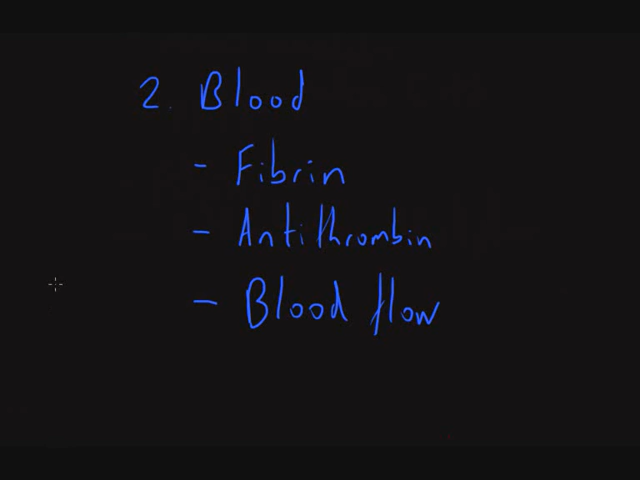 2. Blood
- Fibrin
- Antithrombin
- Blood flow